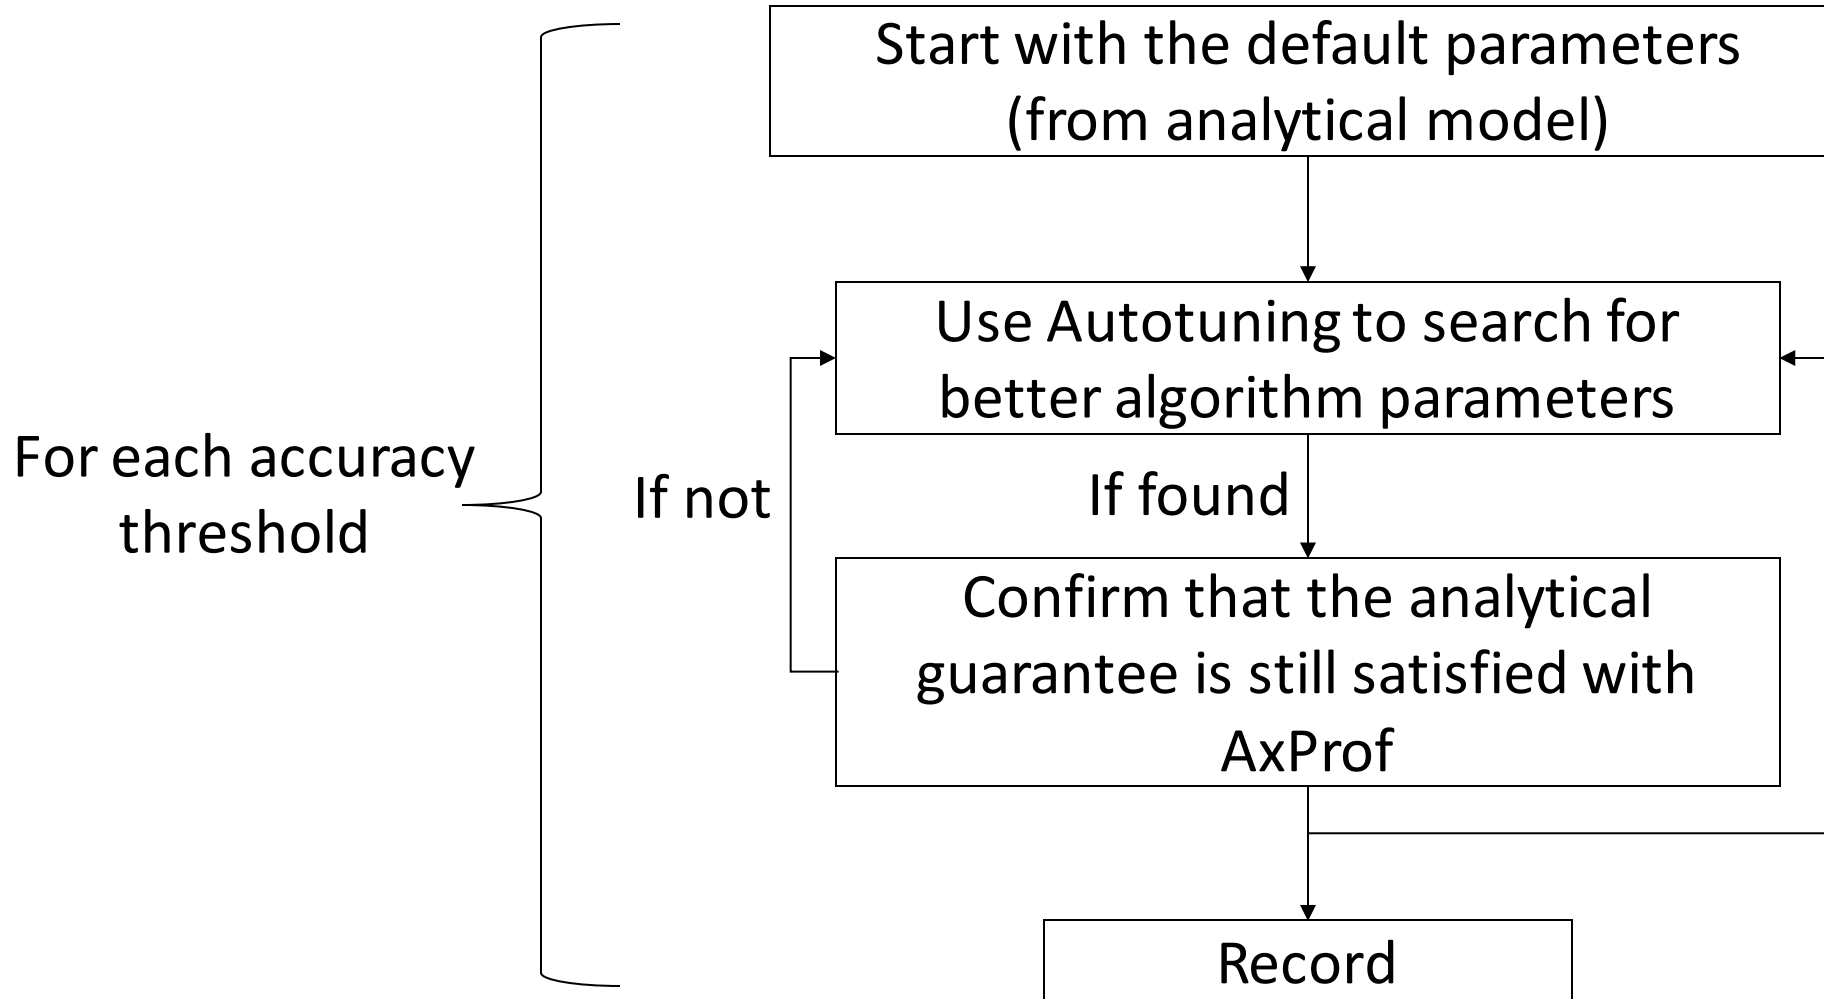 Start with the default parameters
(from analytical model)
Use Autotuning to search for
better algorithm parameters
For each accuracy
threshold
If not
If found
Confirm that the analytical
guarantee is still satisfied with
AxProf
Record